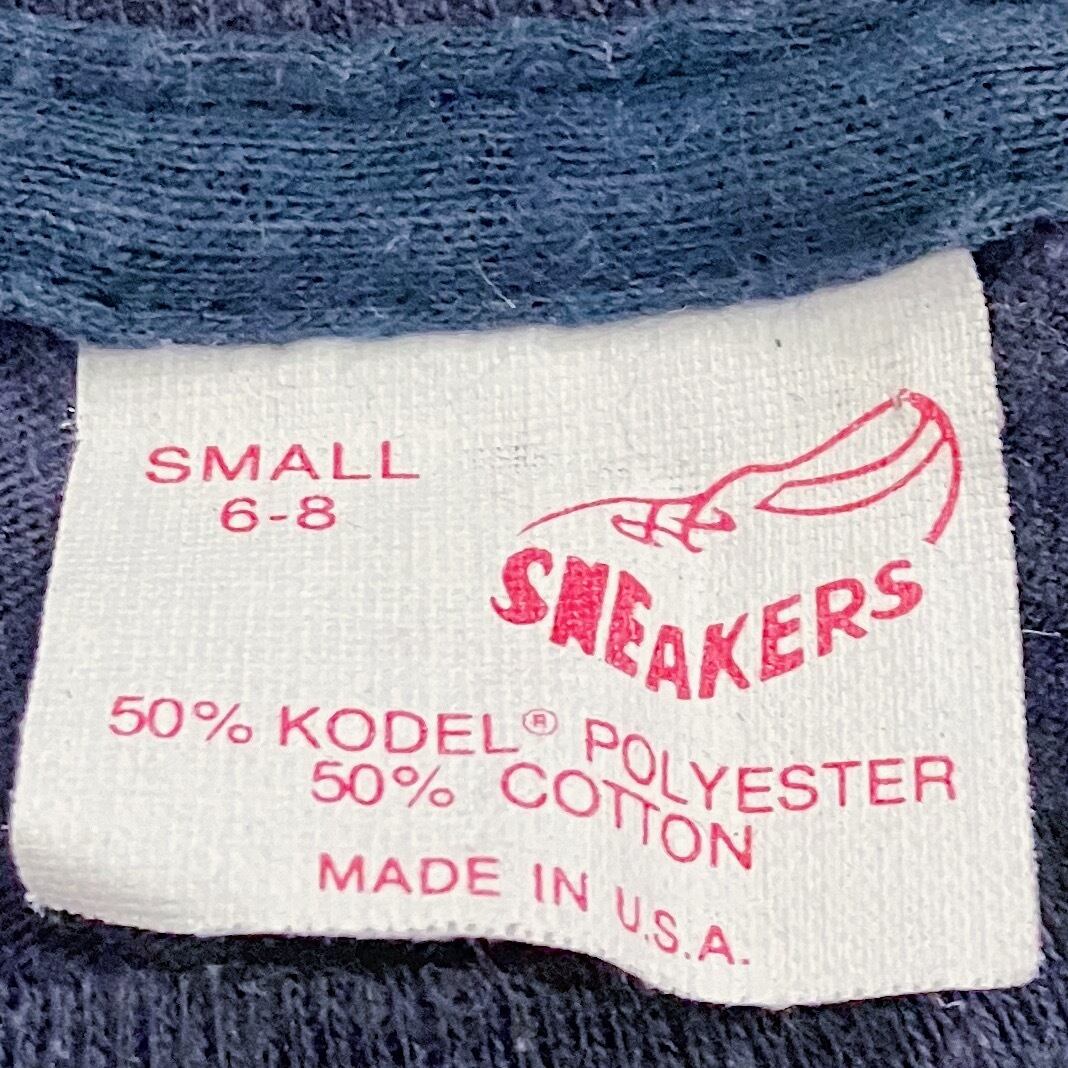 SMALL
6-8
SNEAKERS
50% KODEL® POLYESTER
50% COTTON
MADE IN U.S.A.